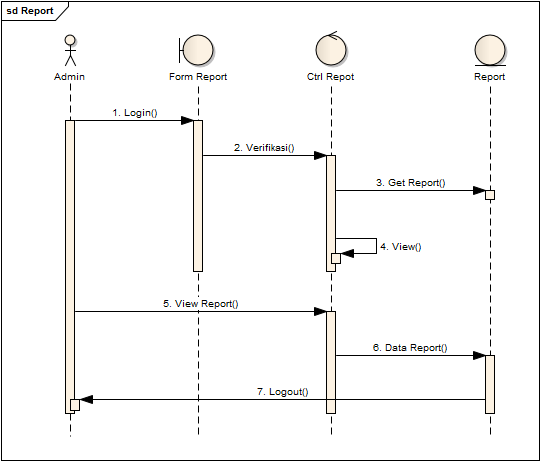 sd Report
Admin
Form Report
Ctrl Repot
Report
1. Login()
2. Verifikasi()
3. Get Report()
4. View()
5. View Report()
6. Data Report()
7. Logout()